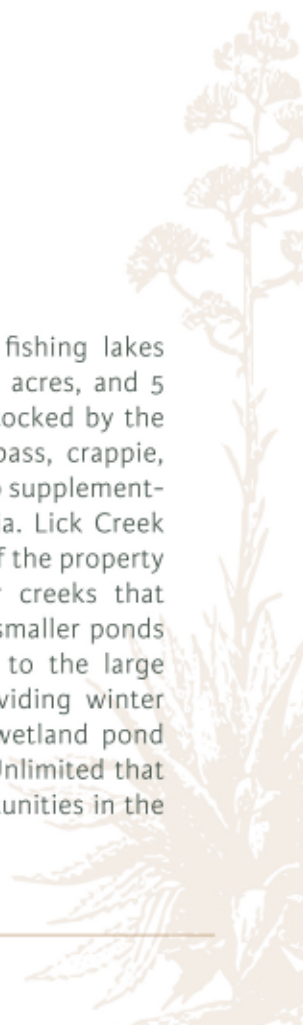 fishing lakes
acres, and 5
tocked by the
bass, crappie,
supplement-
a. Lick Creek
f the property
creeks that
smaller ponds
to the large
viding winter
wetland pond
Unlimited that
unities in the